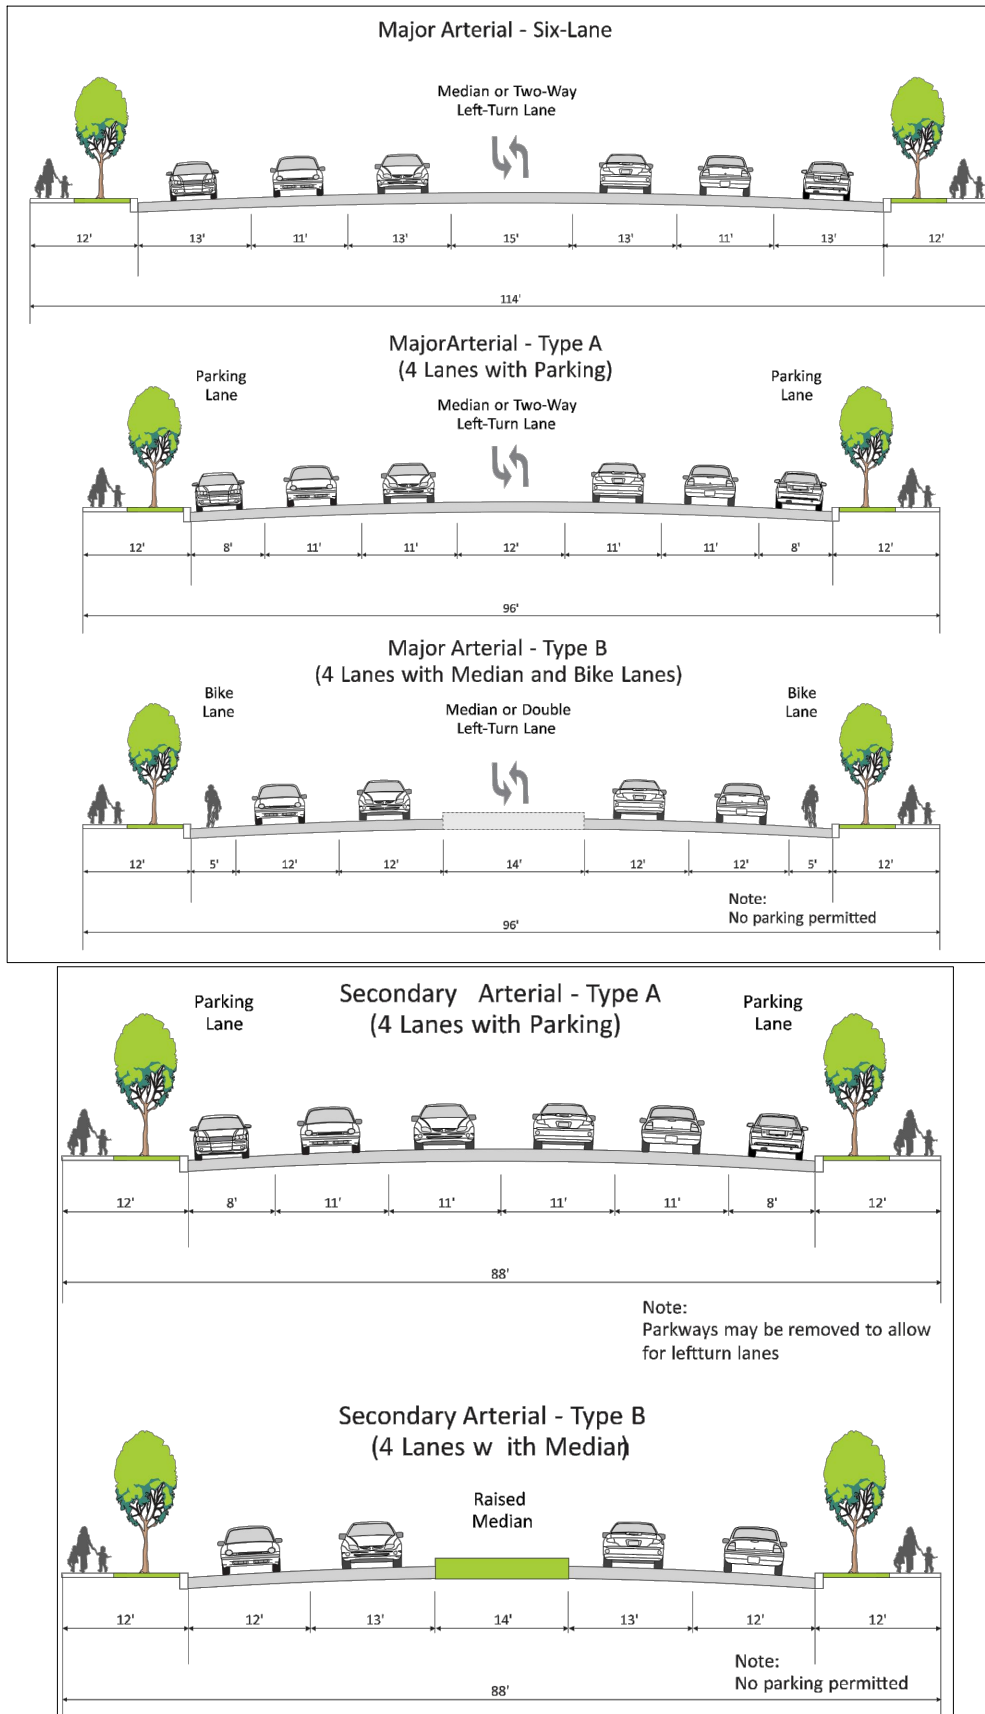 Major Arterial - Six-Lane
Median or Two-Way
Left-Turn Lane
12' 13' 11' 13' 15' 13' 11' 13' 12'
114'
MajorArterial - Type A
(4 Lanes with Parking)
Parking
Lane
Median or Two-Way
Left-Turn Lane
Parking
Lane
12' 8' 11' 11' 12' 11' 11' 8' 12'
96'
Major Arterial - Type B
(4 Lanes with Median and Bike Lanes)
Bike
Lane
Median or Double
Left-Turn Lane
Bike
Lane
12' 5' 12' 12' 14' 12' 12' 5' 12'
Note:
No parking permitted
96'
Secondary Arterial - Type A
(4 Lanes with Parking)
Parking
Lane
Parking
Lane
12' 8' 11' 11' 11' 11' 8' 12'
88'
Note:
Parkways may be removed to allow
for leftturn lanes
Secondary Arterial - Type B
(4 Lanes w ith Median)
Raised
Median
12' 12' 13' 14' 13' 12' 12'
Note:
No parking permitted
88'